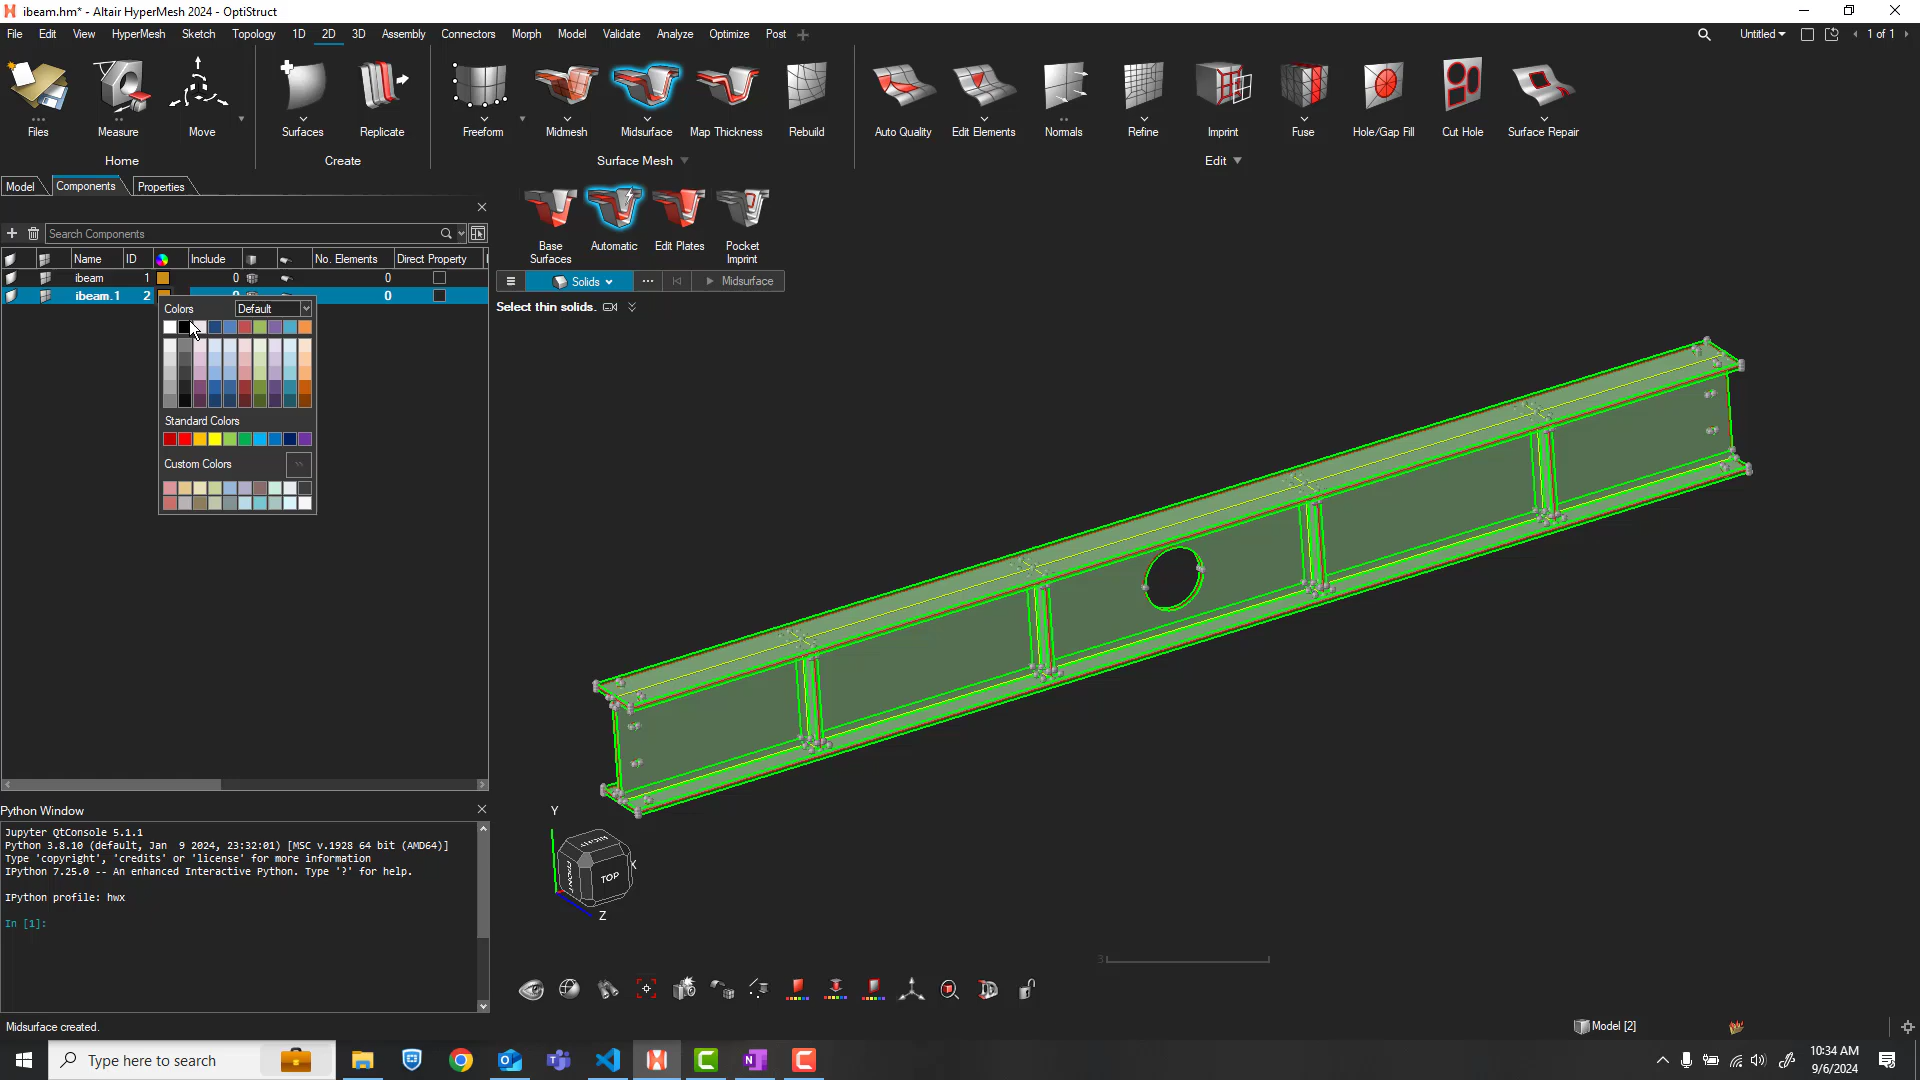 ibeam.hm* - Altair HyperMesh 2024 - OptiStruct
File Edit View HyperMesh Sketch Topology 1D 2D 3D Assembly Connectors Morph Model Validate Analyze Optimize Post
Untitled 1 of 1
Files Measure Move Surfaces Replicate Freeform Midmesh Midsurface Map Thickness Rebuild Auto Quality Edit Elements Normals Refine Imprint Fuse Hole/Gap Fill Cut Hole Surface Repair
Home Create Surface Mesh Edit
Model Components Properties
Search Components
Base Surfaces Automatic Edit Plates Pocket Imprint
Name ID Include No. Elements Direct Property
ibeam 1 0 0
ibeam.1 2 0 0
Solids Midsurface
Select thin solids.
Colors Default
Standard Colors
Custom Colors
Python Window
Jupyter QtConsole 5.1.1
Python 3.8.10 (default, Jan 9 2024, 23:32:01) [MSC v.1928 64 bit (AMD64)]
Type 'copyright', 'credits' or 'license' for more information
IPython 7.25.0 -- An enhanced Interactive Python. Type '?' for help.
IPython profile: hwx
In [1]:
Y
X
FRONT
TOP
Z
3
Midsurface created.
Model [2]
Type here to search
10:34 AM
9/6/2024